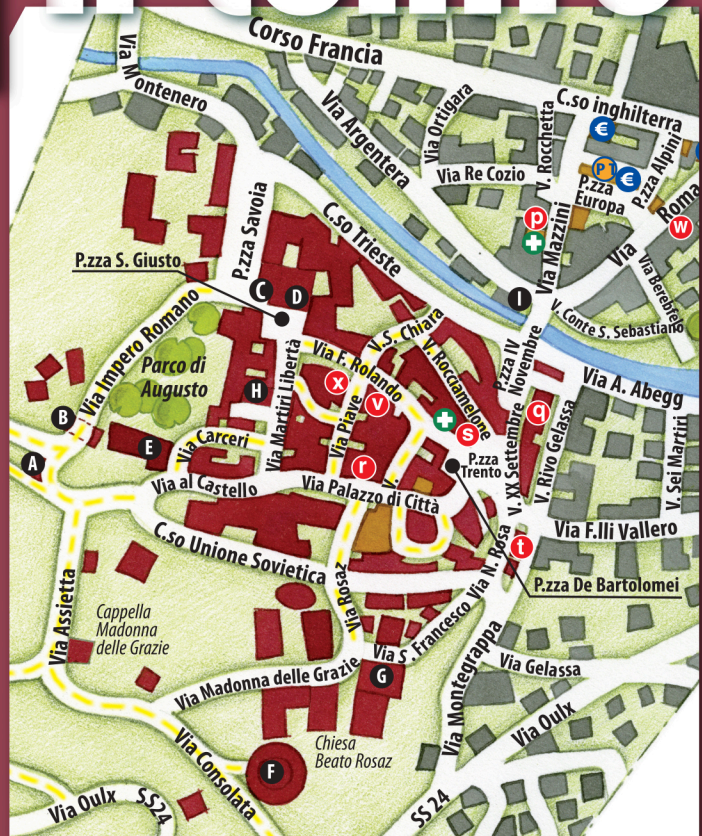 Corso Francia
Via Montenero
Via Argentera
Via Ortigara
V. Rocchetta
C.so inghilterra
€
PT
€
P.zza Alpini
P.zza
Europa
Via Re Cozio
p
Via Mazzini
Via Roma
w
Via Berebfel
V. Conte S. Sebastiano
I
C.so Trieste
P.zza Savoia
P.zza S. Giusto
C
D
Via Impero Romano
Parco di
Augusto
H
B
A
E
Via Martiri Libertà
Via F. Rolando
V.S. Chiara
V. Rocciamelone
x
v
s
r
Via Piave
V.
Via Carceri
Via al Castello
Via Palazzo di Città
P.zza
Trento
P.zza IV
Novembre
V. XX Settembre
q
V. Rivo Gelassa
Via A. Abegg
V. Sei Martiri
Via F.lli Vallero
t
P.zza De Bartolomei
C.so Unione Sovietica
Via Rosaz
Via S. Francesco
Via N. Rosa
Via Assietta
Cappella
Madonna
delle Grazie
Via Madonna delle Grazie
G
Via Montegrappa
Via Gelassa
Via Oulx
Chiesa
Beato Rosaz
F
Via Consolata
Via Oulx
SS24
SS 24